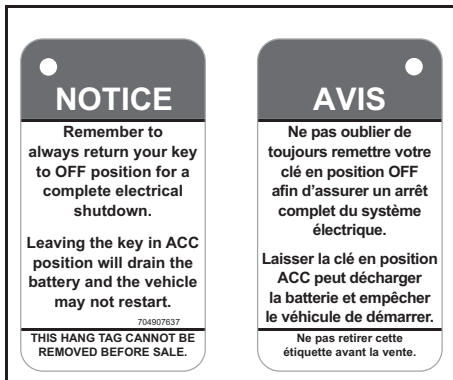 NOTICE
Remember to
always return your key
to OFF position for a
complete electrical
shutdown.
Leaving the key in ACC
position will drain the
battery and the vehicle
may not restart.
704907637
THIS HANG TAG CANNOT BE
REMOVED BEFORE SALE.
AVIS
Ne pas oublier de
toujours remettre votre
clé en position OFF
afin d'assurer un arrêt
complet du système
électrique.
Laisser la clé en position
ACC peut décharger
la batterie et empêcher
le véhicule de démarrer.
Ne pas retirer cette
étiquette avant la vente.